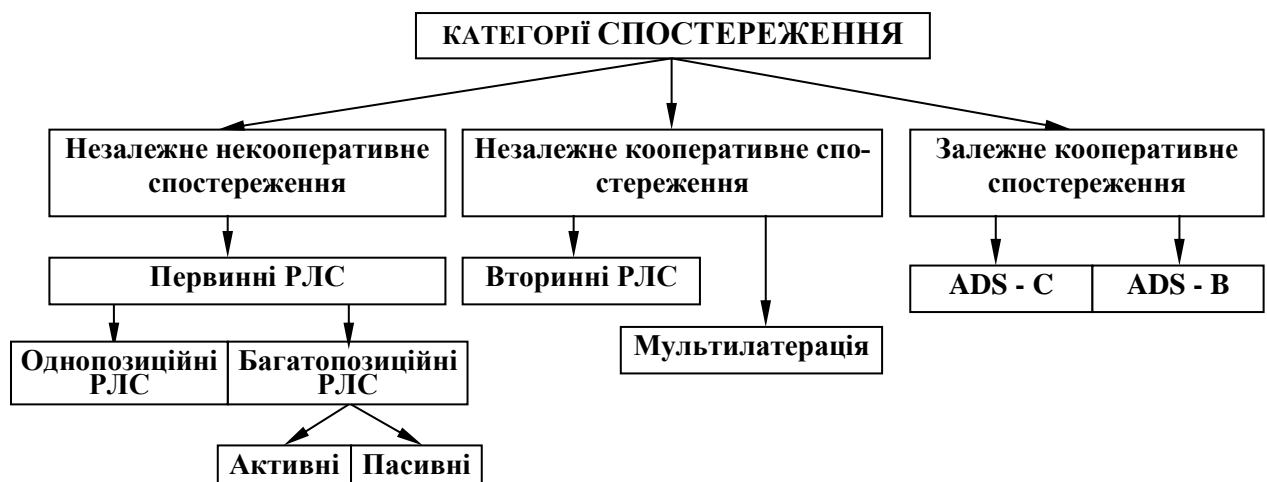 КАТЕГОРІЇ СПОСТЕРЕЖЕННЯ
Незалежне некооперативне
спостереження
Незалежне кооперативне спо-
стереження
Залежне кооперативне
спостереження
Первинні РЛС
Вторинні РЛС
ADS - C
ADS - B
Мультилатерація
Однопозиційні
РЛС
Багатопозиційні
РЛС
Активні
Пасивні